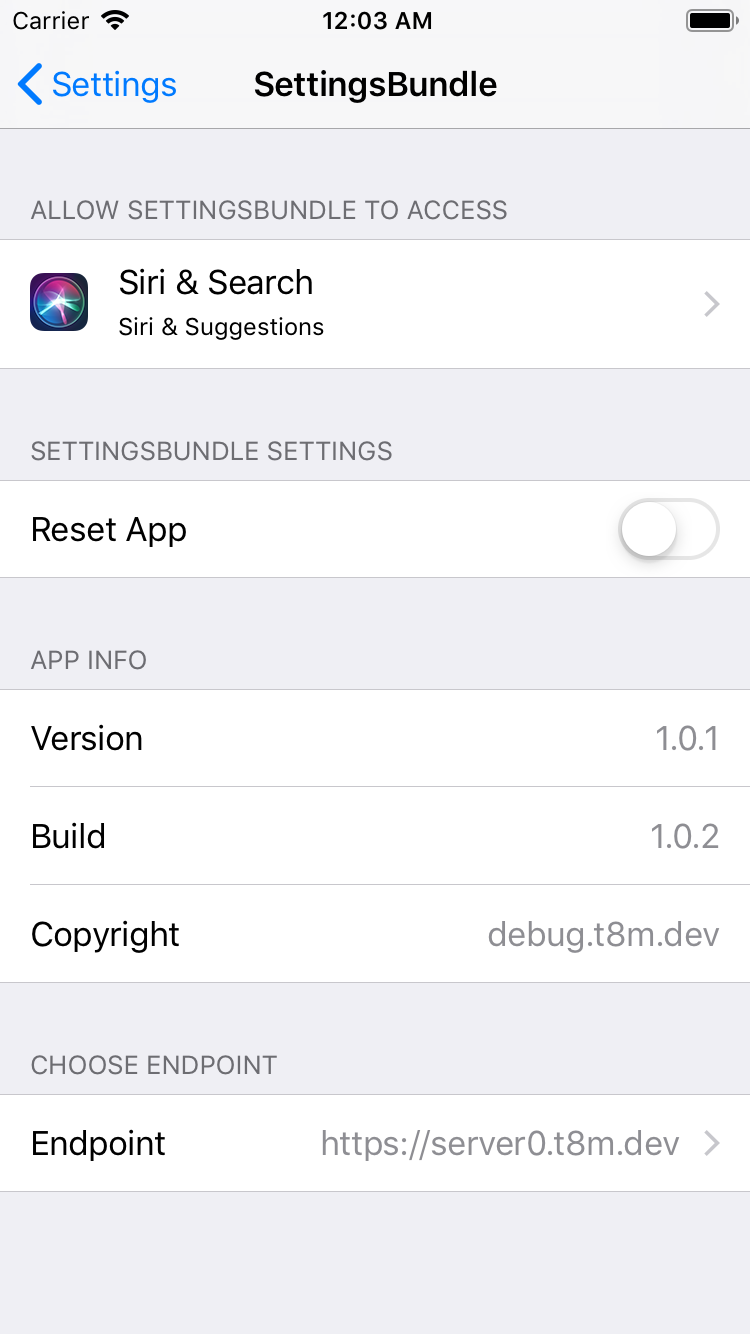 Carrier 12:03 AM
Settings SettingsBundle
ALLOW SETTINGSBUNDLE TO ACCESS
Siri & Search
Siri & Suggestions
SETTINGSBUNDLE SETTINGS
Reset App
APP INFO
Version 1.0.1
Build 1.0.2
Copyright debug.t8m.dev
CHOOSE ENDPOINT
Endpoint https://server0.t8m.dev